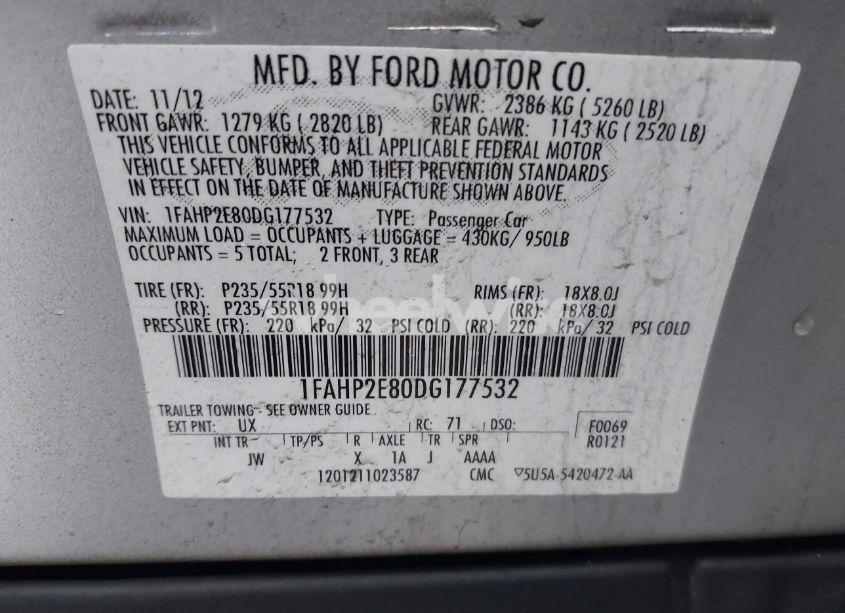 MFD. BY FORD MOTOR CO.
DATE: 11/12 GVWR: 2386 KG ( 5260 LB)
FRONT GAWR: 1279 KG ( 2820 LB) REAR GAWR: 1143 KG ( 2520 LB)
THIS VEHICLE CONFORMS TO ALL APPLICABLE FEDERAL MOTOR
VEHICLE SAFETY, BUMPER, AND THEFT PREVENTION STANDARDS
IN EFFECT ON THE DATE OF MANUFACTURE SHOWN ABOVE.
VIN: 1FAHP2E80DG177532 TYPE: Passenger Car
MAXIMUM LOAD = OCCUPANTS + LUGGAGE = 430KG/ 950LB
OCCUPANTS = 5 TOTAL; 2 FRONT, 3 REAR
TIRE (FR): P235/55R18 99H RIMS (FR): 18X8.0J
(RR): P235/55R18 99H (RR): 18X8.0J
PRESSURE (FR): 220 kPa/ 32 PSI COLD (RR): 220 kPa/ 32 PSI COLD
1FAHP2E80DG177532
TRAILER TOWING - SEE OWNER GUIDE
EXT PNT: UX RC: 71 DSO: F0069
INT TR TP/PS R AXLE TR SPR R0121
JW X 1A J AAAA
1201211023587 CMC 5U5A-5420472-AA